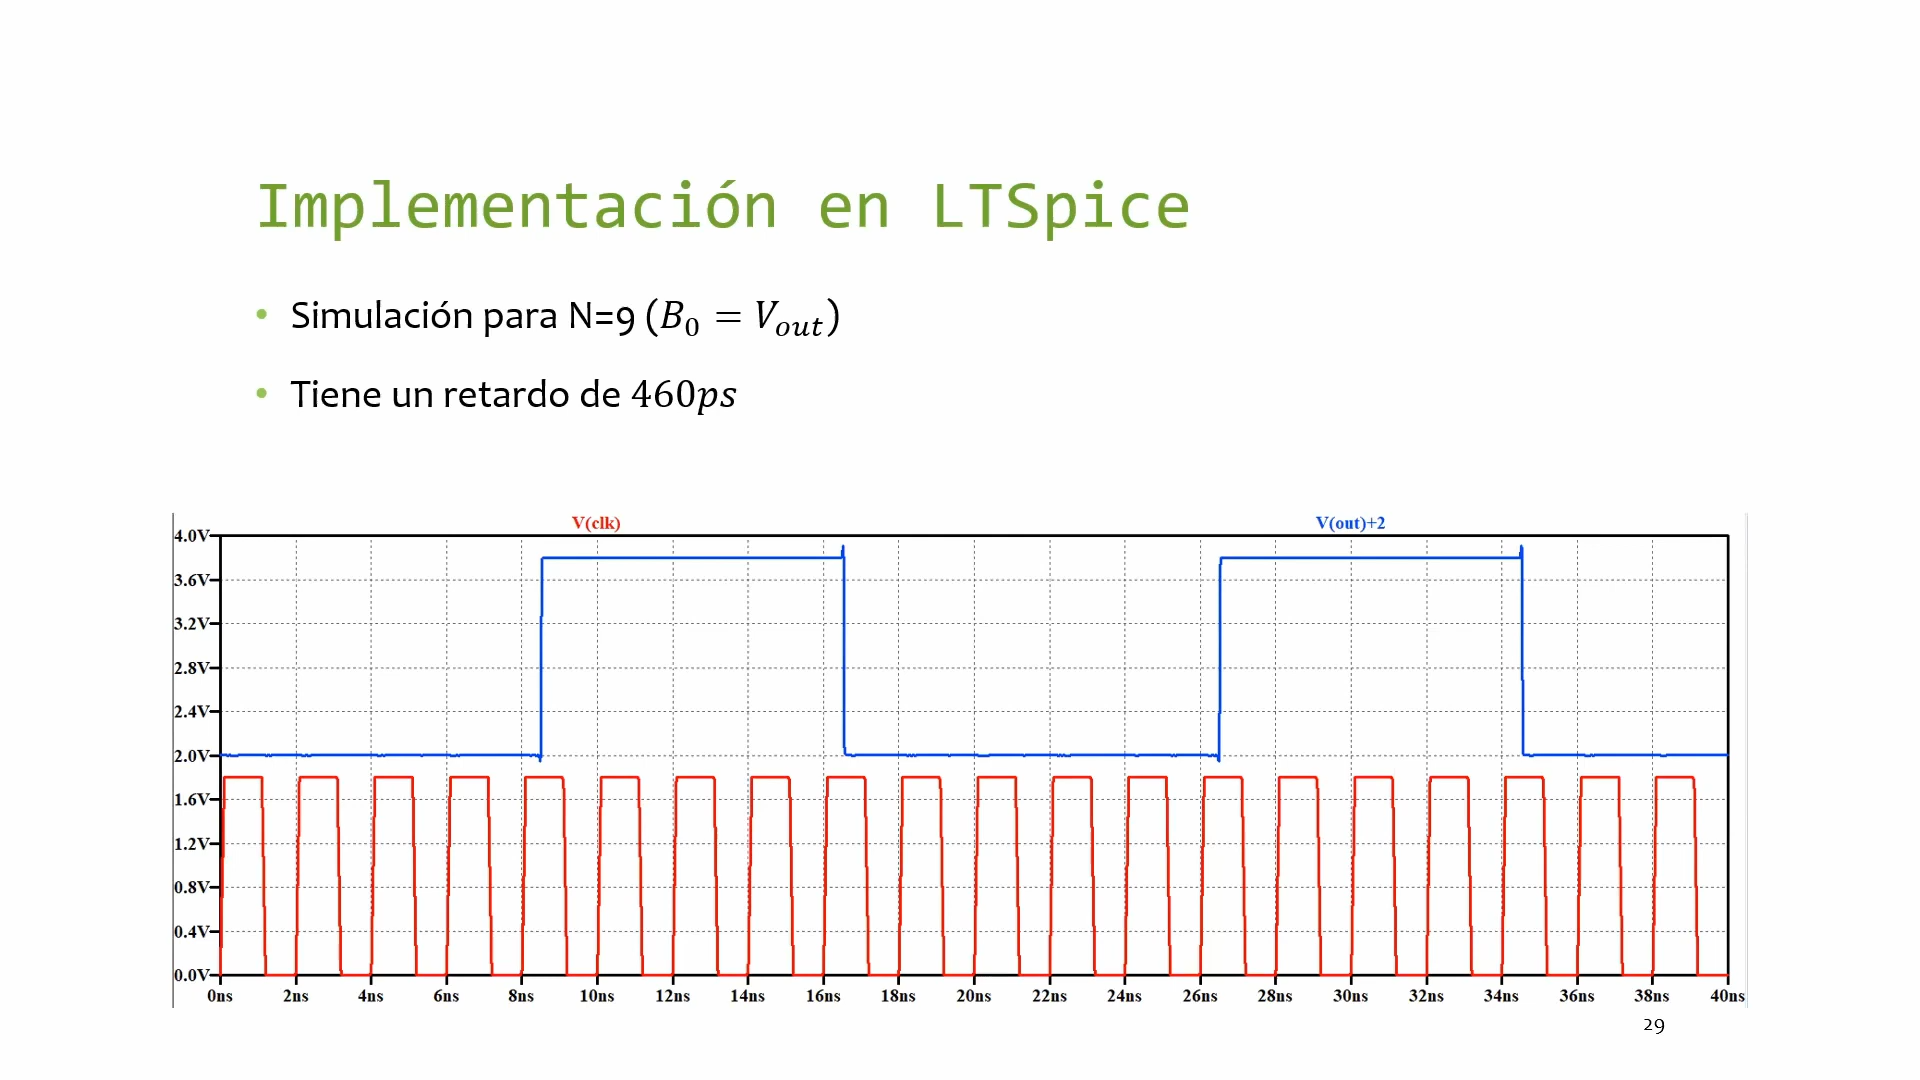 Implementación en LTSpice
• Simulación para N=9 (B₀ = Vₒᵤₜ)
• Tiene un retardo de 460ps
V(clk) V(out)+2
4.0V
3.6V
3.2V
2.8V
2.4V
2.0V
1.6V
1.2V
0.8V
0.4V
0.0V
0ns 2ns 4ns 6ns 8ns 10ns 12ns 14ns 16ns 18ns 20ns 22ns 24ns 26ns 28ns 30ns 32ns 34ns 36ns 38ns 40ns
29